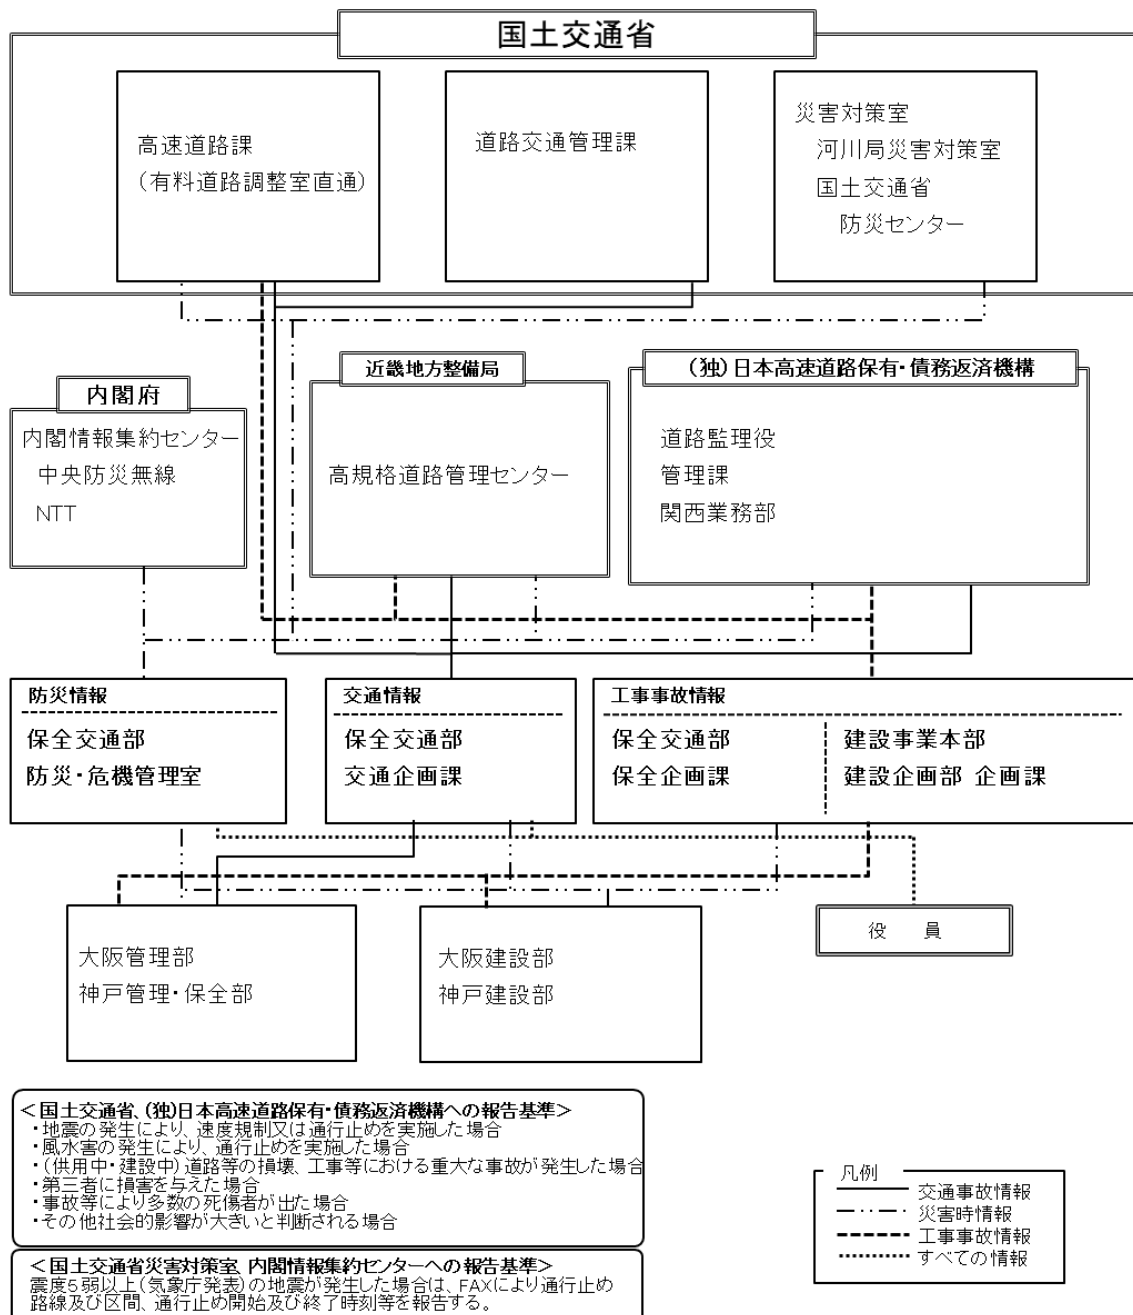 国土交通省
高速道路課
(有料道路調整室直通)
道路交通管理課
災害対策室
河川局災害対策室
国土交通省
防災センター
内閣府
内閣情報集約センター
中央防災無線
NTT
近畿地方整備局
高規格道路管理センター
(独)日本高速道路保有・債務返済機構
道路監理役
管理課
関西業務部
防災情報
保全交通部
防災・危機管理室
交通情報
保全交通部
交通企画課
工事事故情報
保全交通部
保全企画課
建設事業本部
建設企画部 企画課
大阪管理部
神戸管理・保全部
大阪建設部
神戸建設部
役 員
<国土交通省、(独)日本高速道路保有・債務返済機構への報告基準>
・地震の発生により、速度規制又は通行止めを実施した場合
・風水害の発生により、通行止めを実施した場合
・(供用中・建設中)道路等の損壊、工事等における重大な事故が発生した場合
・第三者に損害を与えた場合
・事故等により多数の死傷者が出た場合
・その他社会的影響が大きいと判断される場合
<国土交通省災害対策室、内閣情報集約センターへの報告基準>
震度5弱以上(気象庁発表)の地震が発生した場合は、FAXにより通行止め
路線及び区間、通行止め開始及び終了時刻等を報告する。
凡例
交通事故情報
災害時情報
工事事故情報
すべての情報